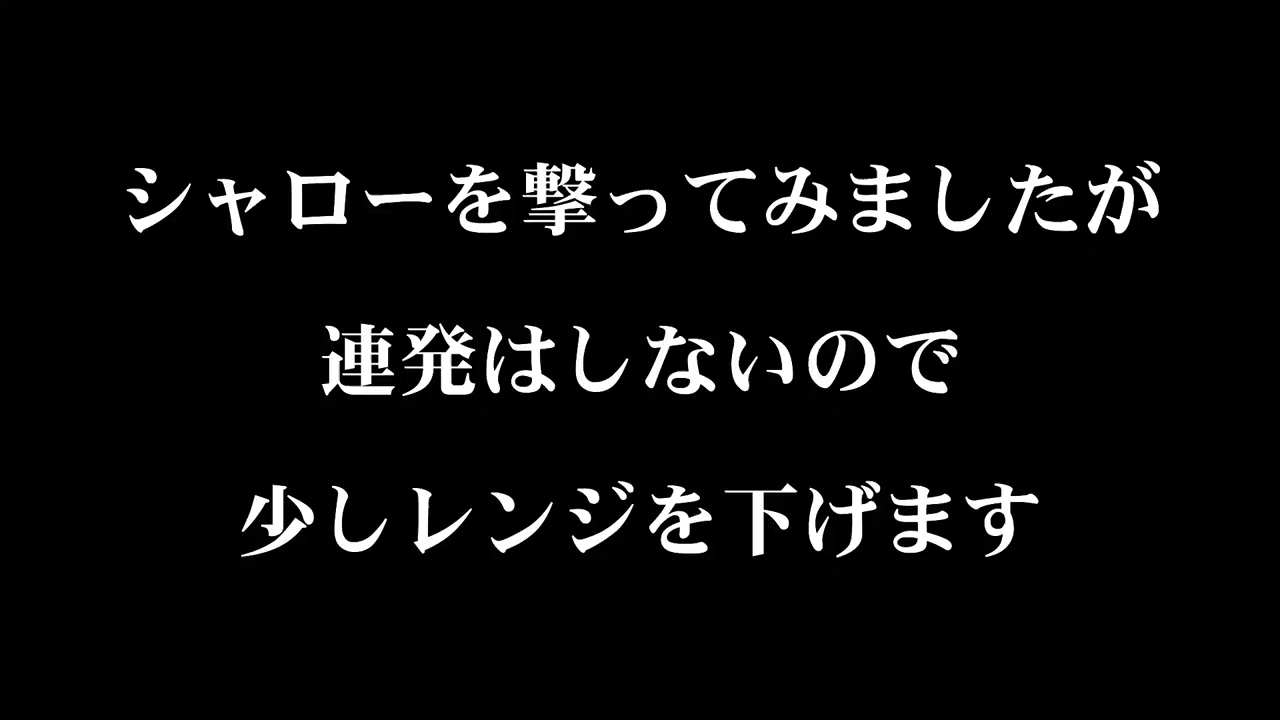 シャローを撃ってみましたが
連発はしないので
少しレンジを下げます